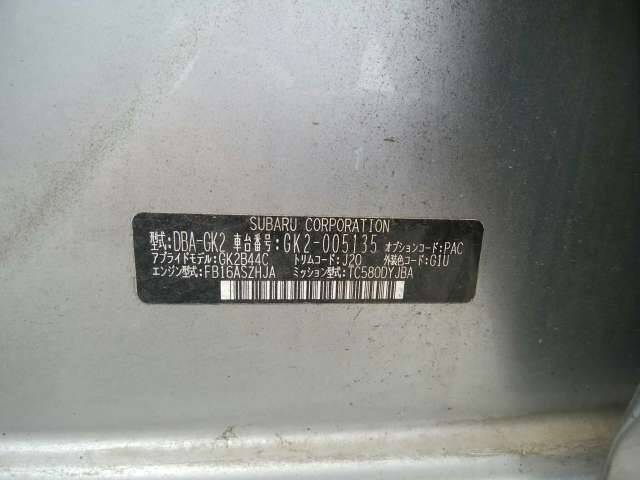 SUBARU CORPORATION
型式:DBA-GK2 車台番号:GK2-005135 オプションコード:PAC
アプライドモデル:GK2B44C トリムコード:J20 外装色コード:G1U
エンジン型式:FB16ASZHJA ミッション型式:TC580DYJBA